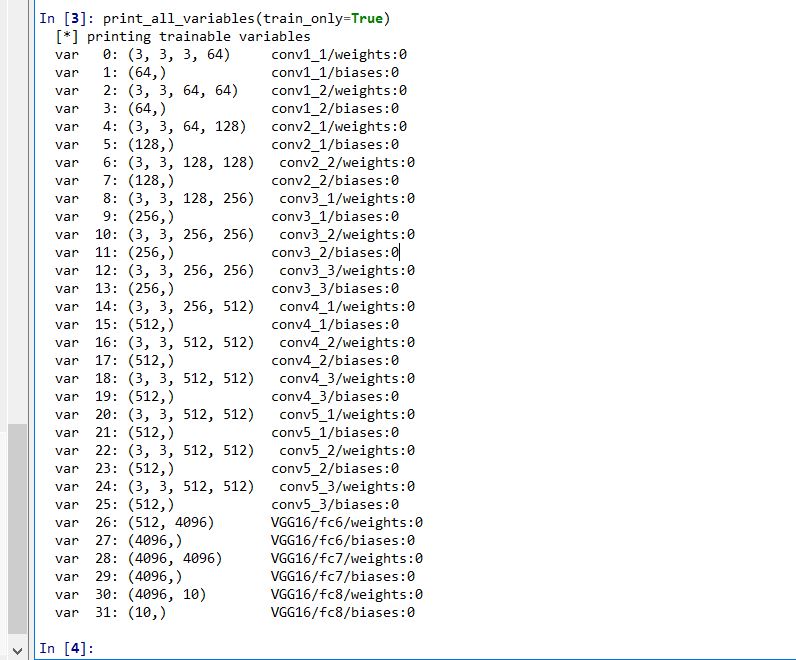 In [3]: print_all_variables(train_only=True)
  [*] printing trainable variables
  var   0: (3, 3, 3, 64)     conv1_1/weights:0
  var   1: (64,)             conv1_1/biases:0
  var   2: (3, 3, 64, 64)    conv1_2/weights:0
  var   3: (64,)             conv1_2/biases:0
  var   4: (3, 3, 64, 128)   conv2_1/weights:0
  var   5: (128,)            conv2_1/biases:0
  var   6: (3, 3, 128, 128)   conv2_2/weights:0
  var   7: (128,)            conv2_2/biases:0
  var   8: (3, 3, 128, 256)   conv3_1/weights:0
  var   9: (256,)            conv3_1/biases:0
  var  10: (3, 3, 256, 256)   conv3_2/weights:0
  var  11: (256,)            conv3_2/biases:0
  var  12: (3, 3, 256, 256)   conv3_3/weights:0
  var  13: (256,)            conv3_3/biases:0
  var  14: (3, 3, 256, 512)   conv4_1/weights:0
  var  15: (512,)            conv4_1/biases:0
  var  16: (3, 3, 512, 512)   conv4_2/weights:0
  var  17: (512,)            conv4_2/biases:0
  var  18: (3, 3, 512, 512)   conv4_3/weights:0
  var  19: (512,)            conv4_3/biases:0
  var  20: (3, 3, 512, 512)   conv5_1/weights:0
  var  21: (512,)            conv5_1/biases:0
  var  22: (3, 3, 512, 512)   conv5_2/weights:0
  var  23: (512,)            conv5_2/biases:0
  var  24: (3, 3, 512, 512)   conv5_3/weights:0
  var  25: (512,)            conv5_3/biases:0
  var  26: (512, 4096)       VGG16/fc6/weights:0
  var  27: (4096,)           VGG16/fc6/biases:0
  var  28: (4096, 4096)      VGG16/fc7/weights:0
  var  29: (4096,)           VGG16/fc7/biases:0
  var  30: (4096, 10)        VGG16/fc8/weights:0
  var  31: (10,)             VGG16/fc8/biases:0
In [4]: